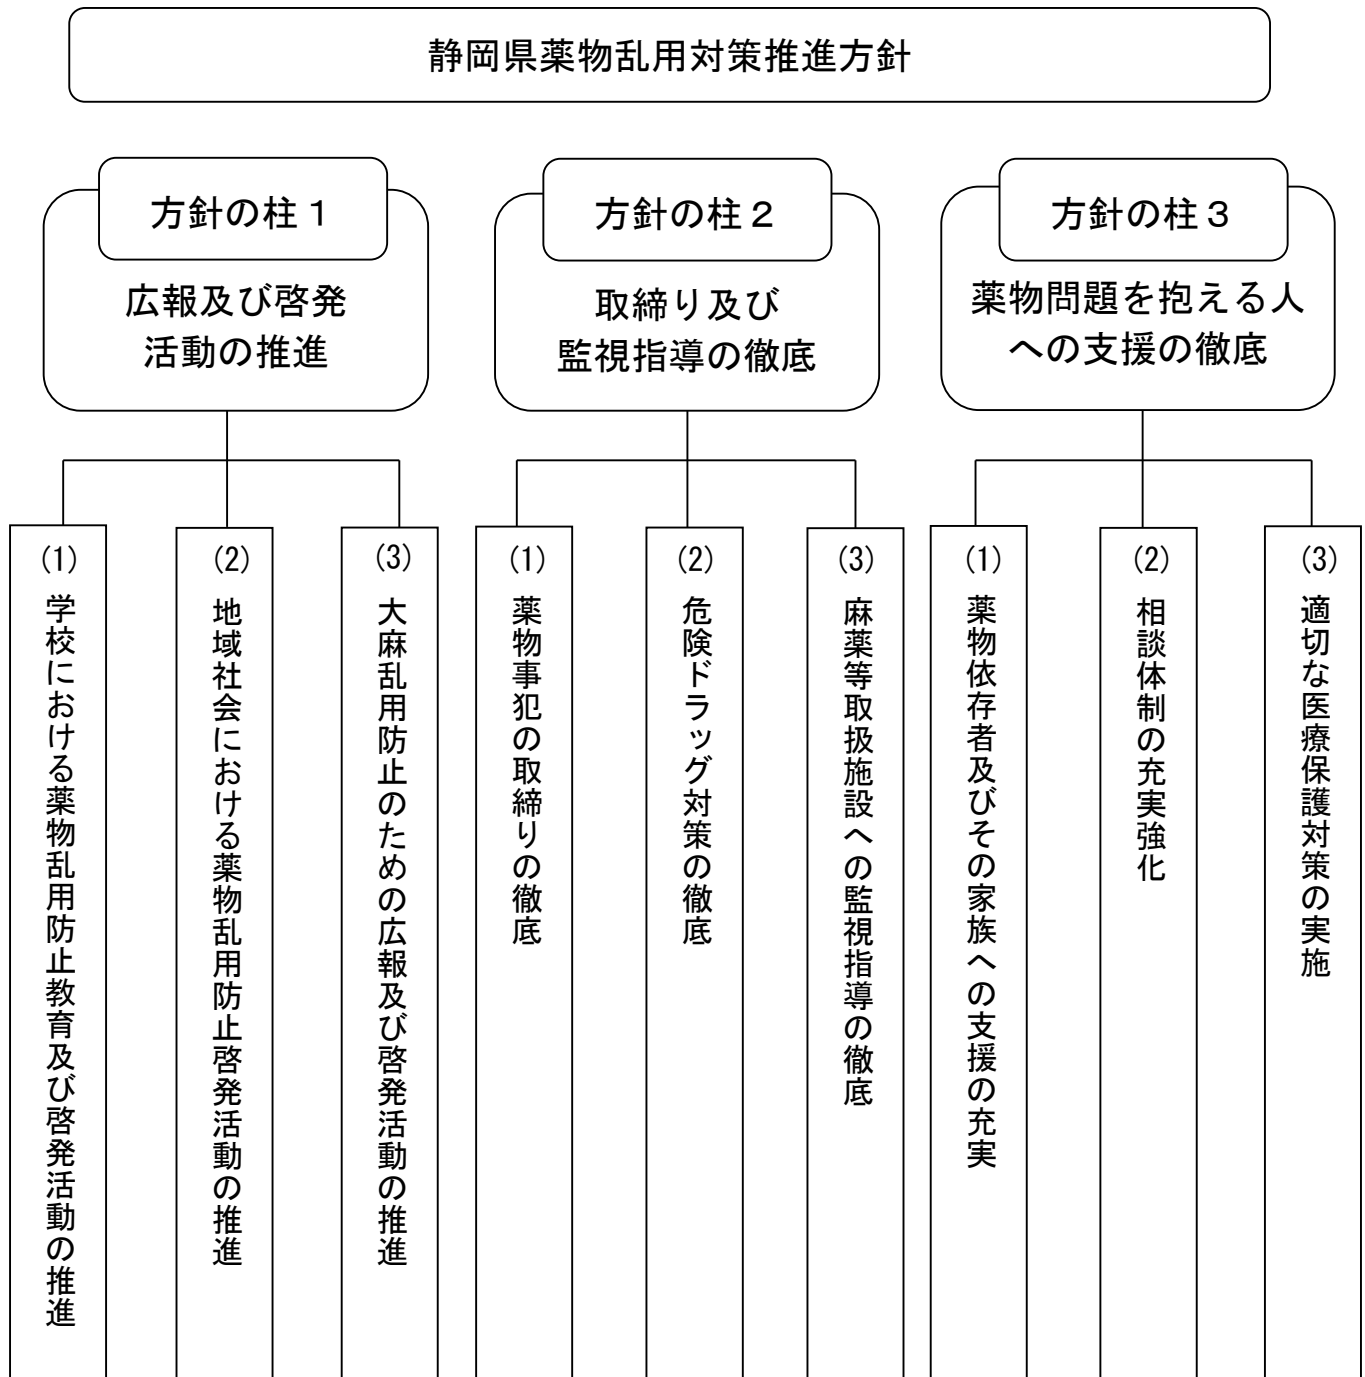 静岡県薬物乱用対策推進方針
方針の柱１
広報及び啓発
活動の推進
(1) 学校における薬物乱用防止教育及び啓発活動の推進
(2) 地域社会における薬物乱用防止啓発活動の推進
(3) 大麻乱用防止のための広報及び啓発活動の推進
方針の柱２
取締り及び
監視指導の徹底
(1) 薬物事犯の取締りの徹底
(2) 危険ドラッグ対策の徹底
(3) 麻薬等取扱施設への監視指導の徹底
方針の柱３
薬物問題を抱える人
への支援の徹底
(1) 薬物依存者及びその家族への支援の充実
(2) 相談体制の充実強化
(3) 適切な医療保護対策の実施